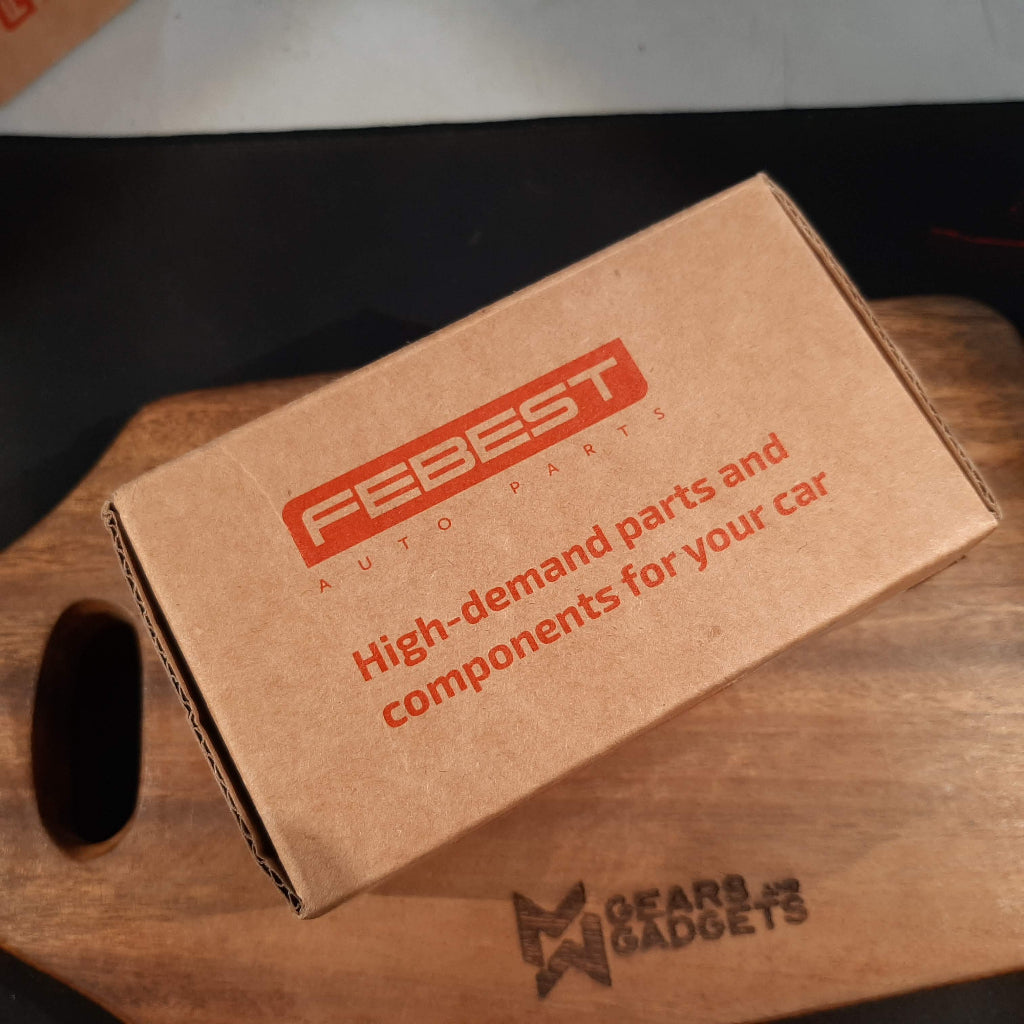 FEBEST
AUTO PARTS
High-demand parts and
components for your car
GEARS AND
GADGETS